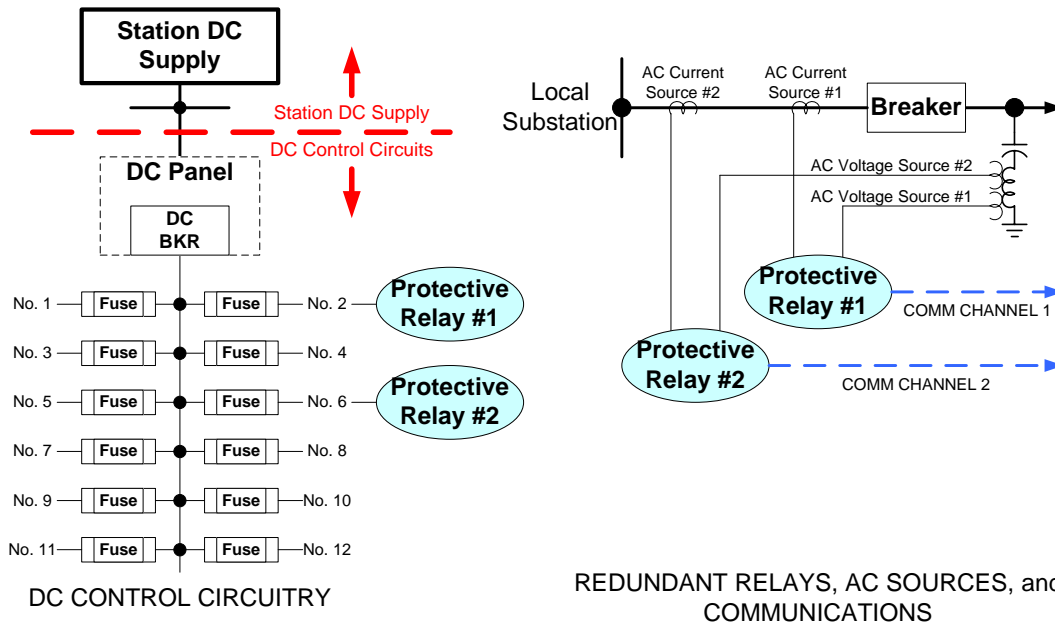 Station DC
Supply
Station DC Supply
DC Control Circuits
DC Panel
DC
BKR
No. 1
Fuse
Fuse
No. 2
Protective
Relay #1
No. 3
Fuse
Fuse
No. 4
No. 5
Fuse
Fuse
No. 6
Protective
Relay #2
No. 7
Fuse
Fuse
No. 8
No. 9
Fuse
Fuse
No. 10
No. 11
Fuse
Fuse
No. 12
DC CONTROL CIRCUITRY
Local
Substation
AC Current
Source #2
AC Current
Source #1
Breaker
AC Voltage Source #2
AC Voltage Source #1
Protective
Relay #1
COMM CHANNEL 1
Protective
Relay #2
COMM CHANNEL 2
REDUNDANT RELAYS, AC SOURCES, and
COMMUNICATIONS